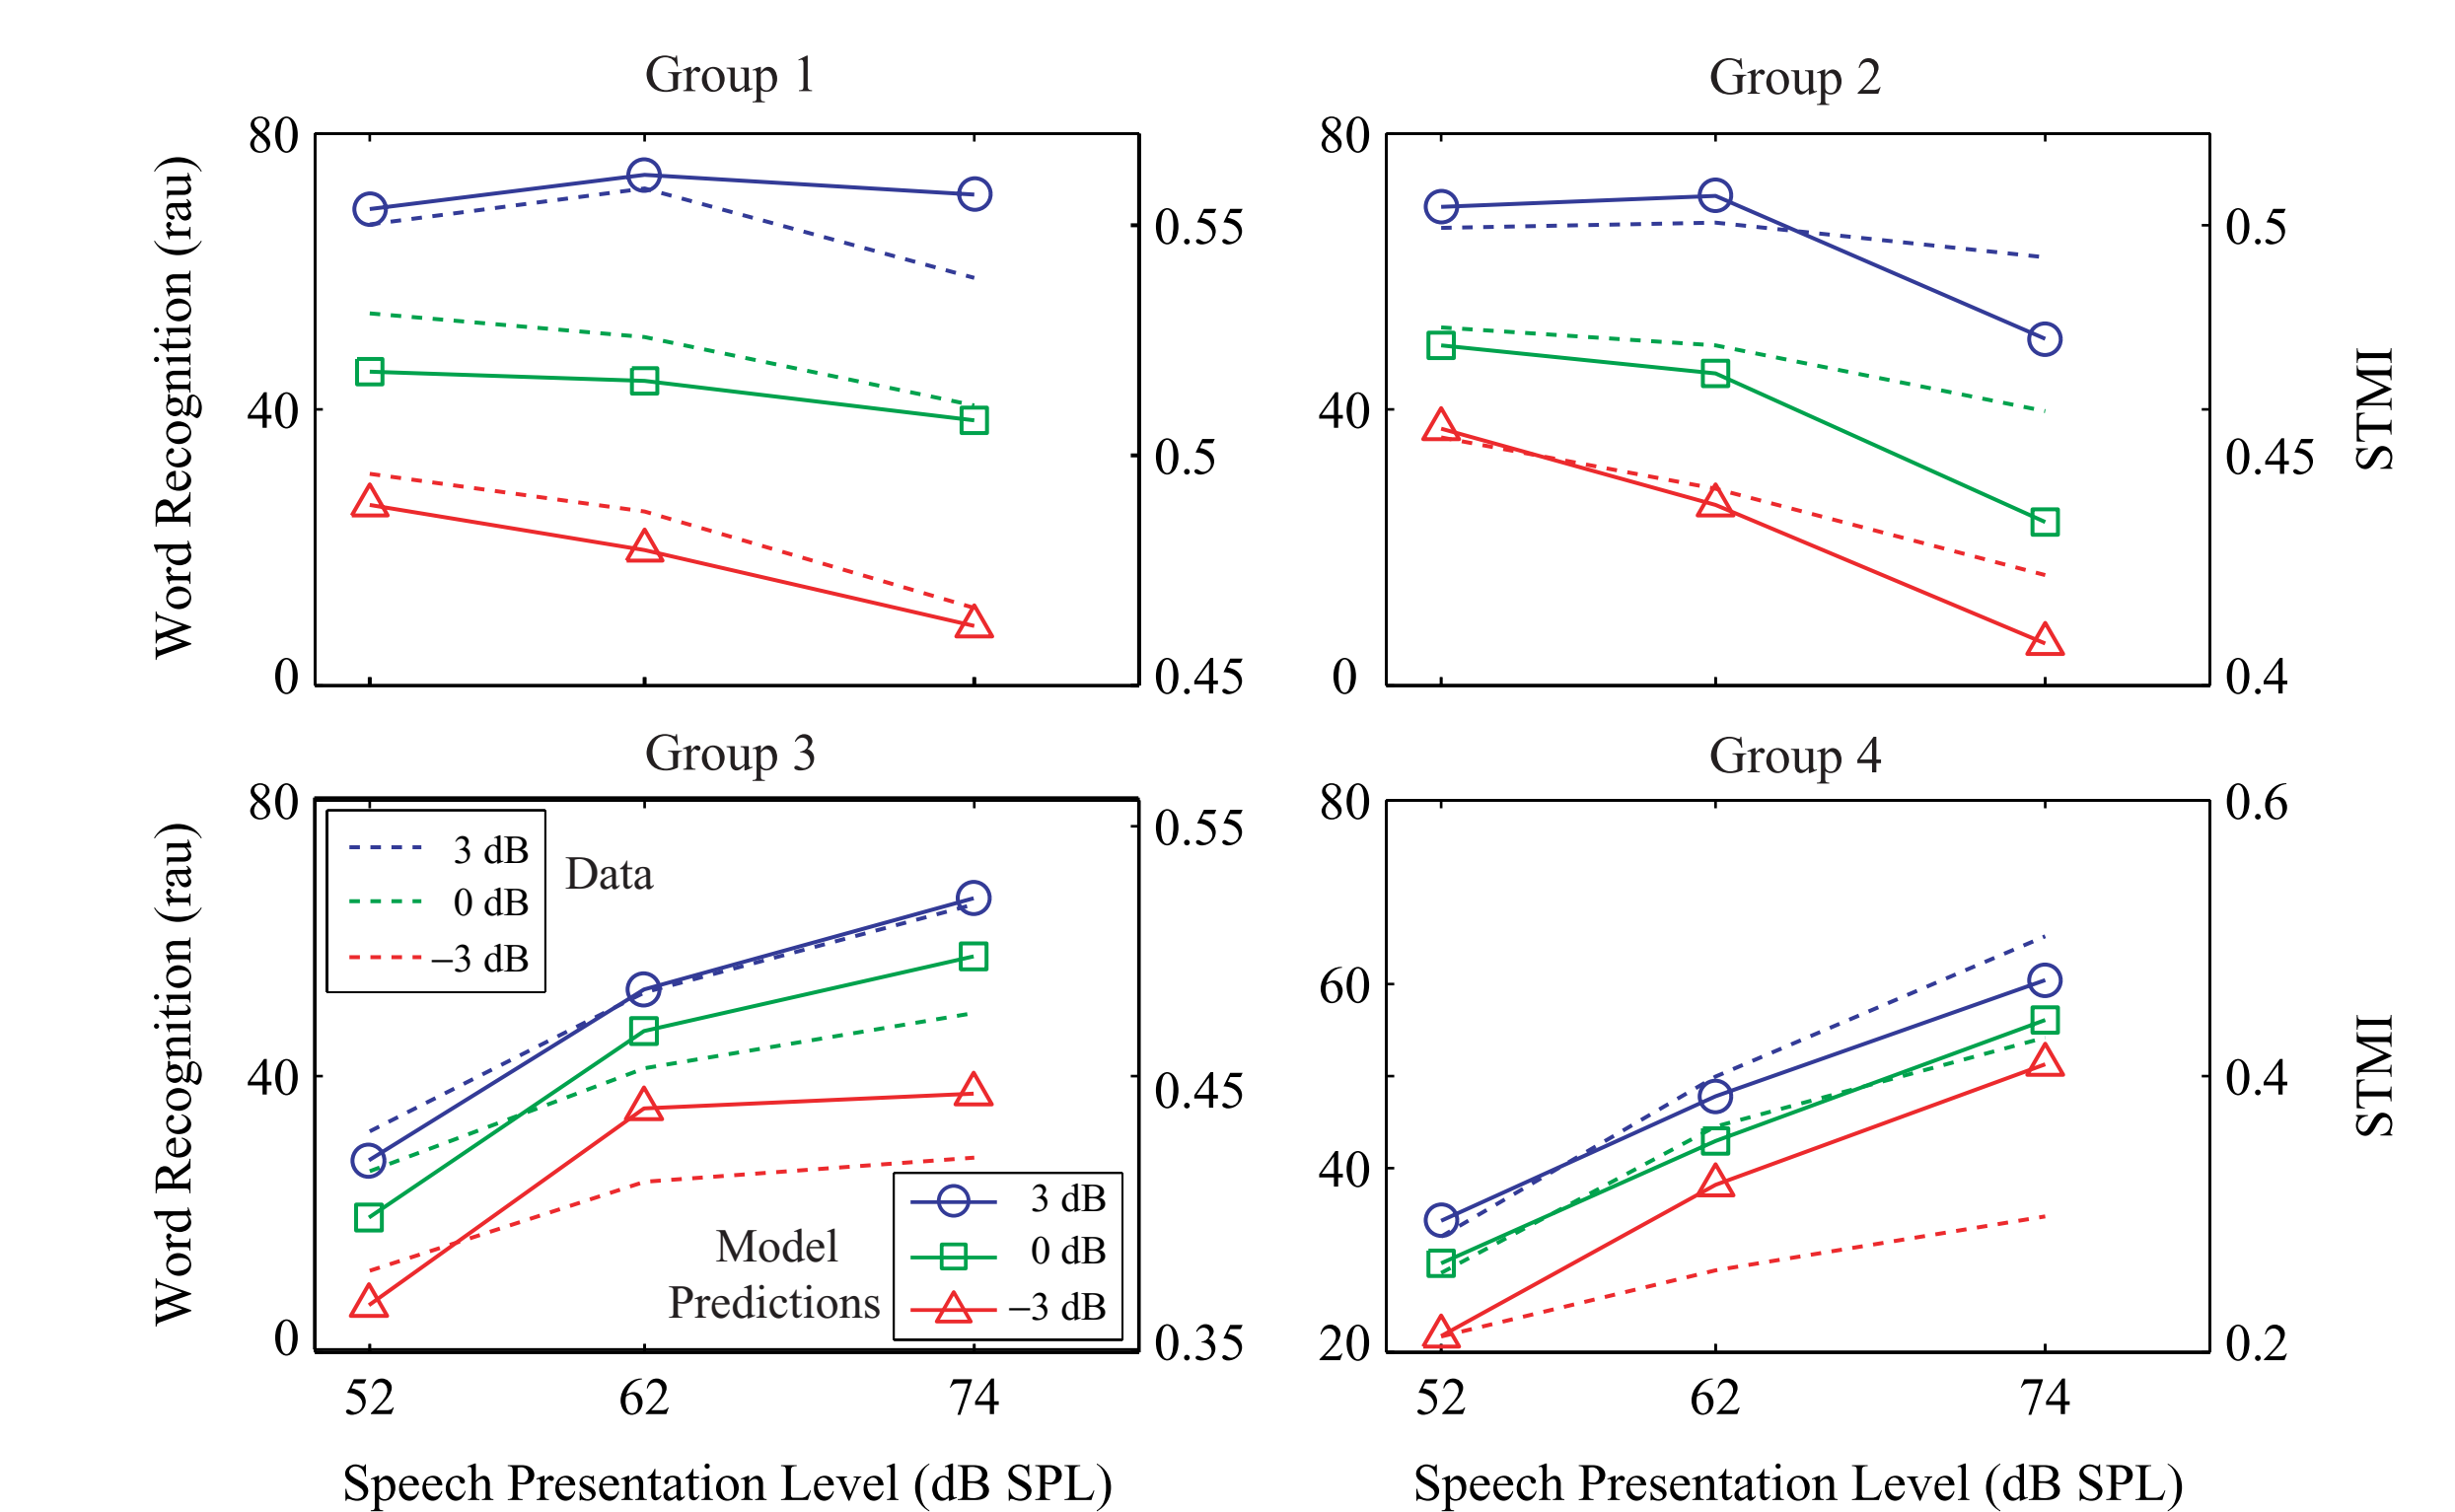 Group 1
Group 2
Word Recognition (rau)
80
40
0
0.55
0.5
0.45
80
40
0
0.5
0.45
0.4
STMI
Group 3
Group 4
Word Recognition (rau)
80
40
0
3 dB
0 dB
−3 dB
Data
Model
Predictions
3 dB
0 dB
−3 dB
0.55
0.45
0.35
80
60
40
20
0.6
0.4
0.2
STMI
52 62 74
52 62 74
Speech Presentation Level (dB SPL)
Speech Presentation Level (dB SPL)